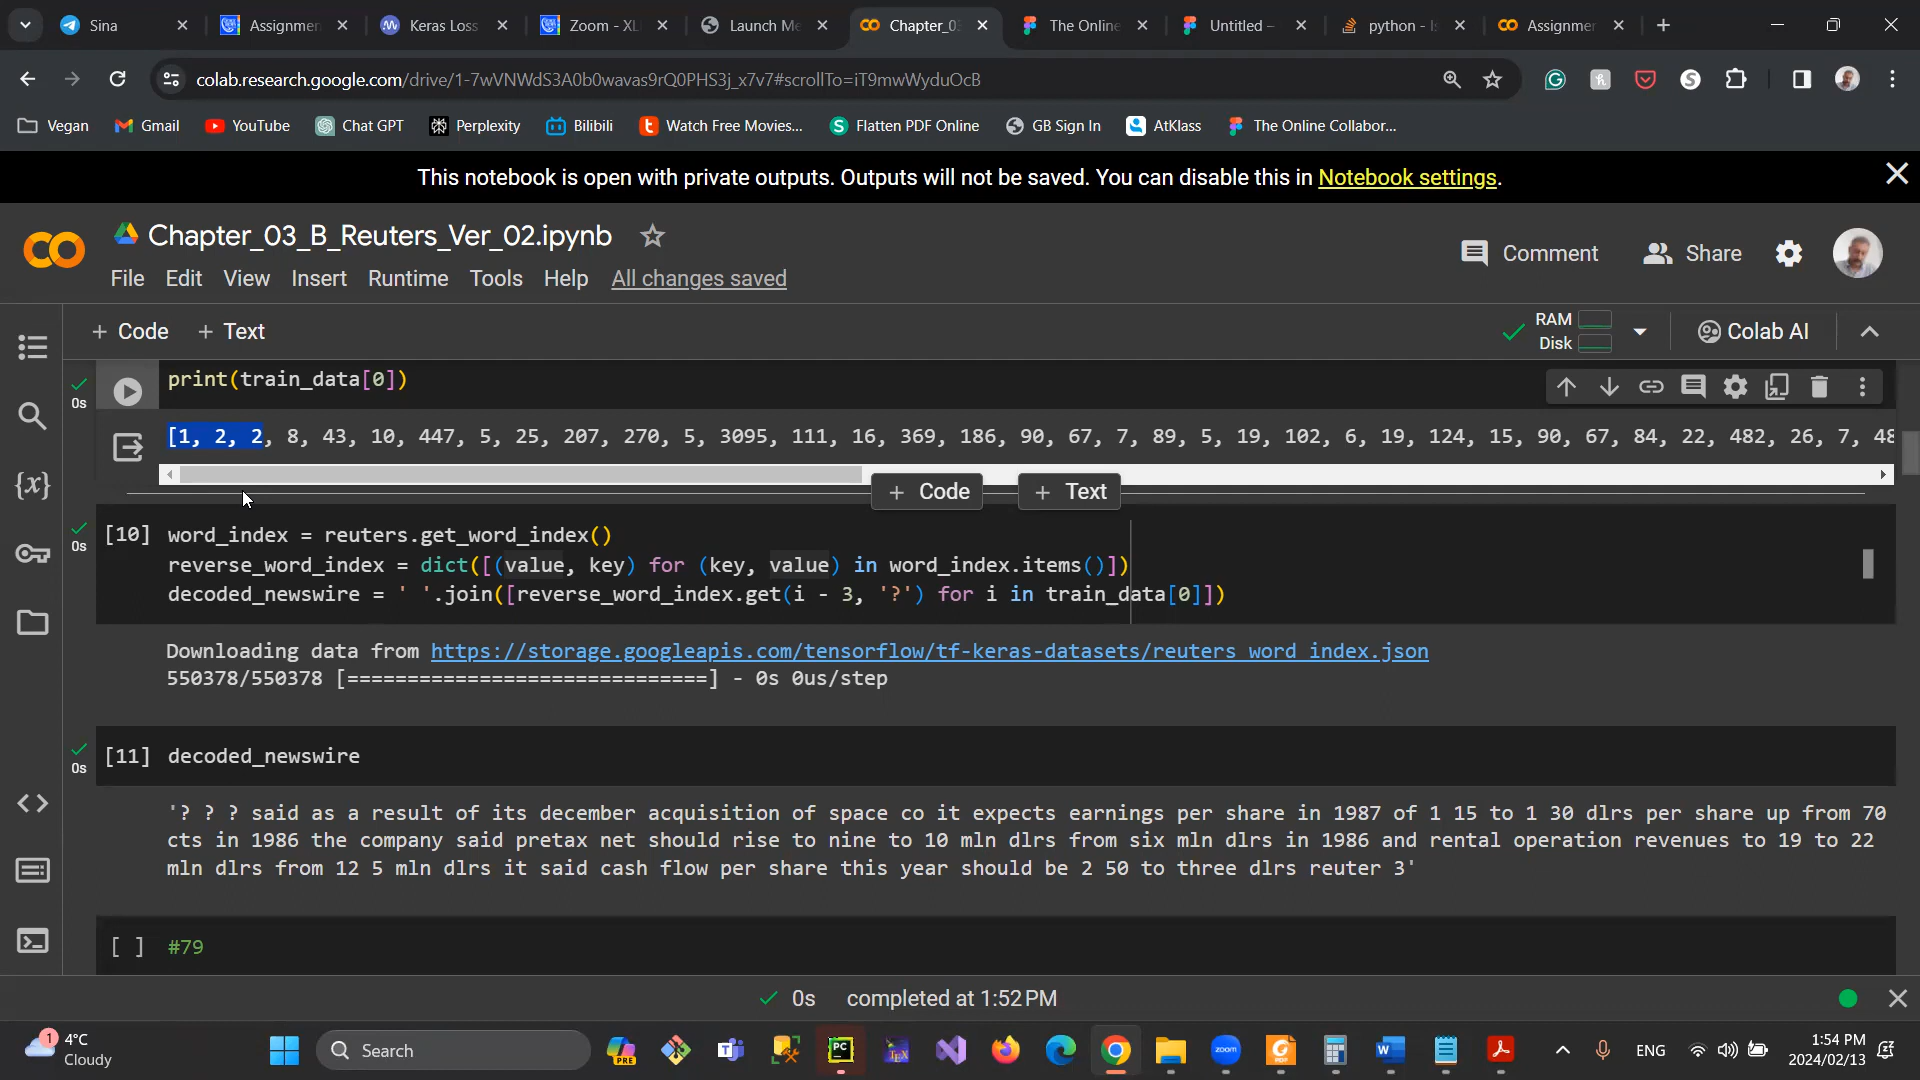 Sina
Assignmen
Keras Loss
Zoom - XL
Launch Me
Chapter_03
The Online
Untitled –
python - Is
Assignmen
colab.research.google.com/drive/1-7wVNWdS3A0b0wavas9rQ0PHS3j_x7v7#scrollTo=iT9mwWyduOcB
Vegan
Gmail
YouTube
Chat GPT
Perplexity
Bilibili
Watch Free Movies...
Flatten PDF Online
GB Sign In
AtKlass
The Online Collabor...
This notebook is open with private outputs. Outputs will not be saved. You can disable this in Notebook settings.
Chapter_03_B_Reuters_Ver_02.ipynb
Comment
Share
File Edit View Insert Runtime Tools Help All changes saved
+ Code + Text
RAM
Disk
Colab AI
print(train_data[0])
0s
[1, 2, 2, 8, 43, 10, 447, 5, 25, 207, 270, 5, 3095, 111, 16, 369, 186, 90, 67, 7, 89, 5, 19, 102, 6, 19, 124, 15, 90, 67, 84, 22, 482, 26, 7, 48
{x}
+ Code + Text
[10] word_index = reuters.get_word_index()
0s
reverse_word_index = dict([(value, key) for (key, value) in word_index.items()])
decoded_newswire = ' '.join([reverse_word_index.get(i - 3, '?') for i in train_data[0]])
Downloading data from https://storage.googleapis.com/tensorflow/tf-keras-datasets/reuters_word_index.json
550378/550378 [==============================] - 0s 0us/step
[11] decoded_newswire
0s
'? ? ? said as a result of its december acquisition of space co it expects earnings per share in 1987 of 1 15 to 1 30 dlrs per share up from 70
cts in 1986 the company said pretax net should rise to nine to 10 mln dlrs from six mln dlrs in 1986 and rental operation revenues to 19 to 22
mln dlrs from 12 5 mln dlrs it said cash flow per share this year should be 2 50 to three dlrs reuter 3'
[ ] #79
0s completed at 1:52 PM
1
4°C
Cloudy
Search
PRE
PC
TEX
zoom
ENG
1:54 PM
2024/02/13